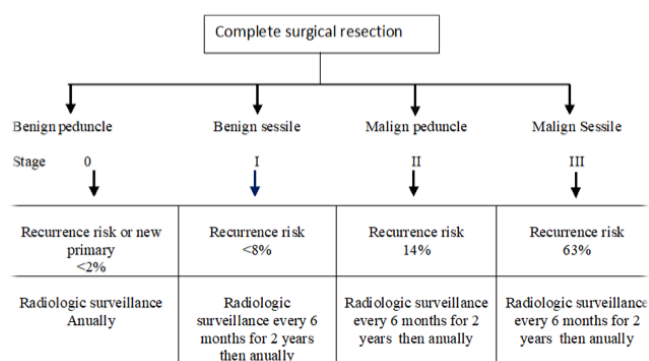 Complete surgical resection
Benign peduncle Benign sessile Malign peduncle Malign Sessile
Stage 0 I II III
Recurrence risk or new
primary
<2%
Recurrence risk
<8%
Recurrence risk
14%
Recurrence risk
63%
Radiologic surveillance
Anually
Radiologic
surveillance every 6
months for 2 years
then anually
Radiologic surveillance
every 6 months for 2
years then anually
Radiologic surveillance
every 6 months for 2
years then anually